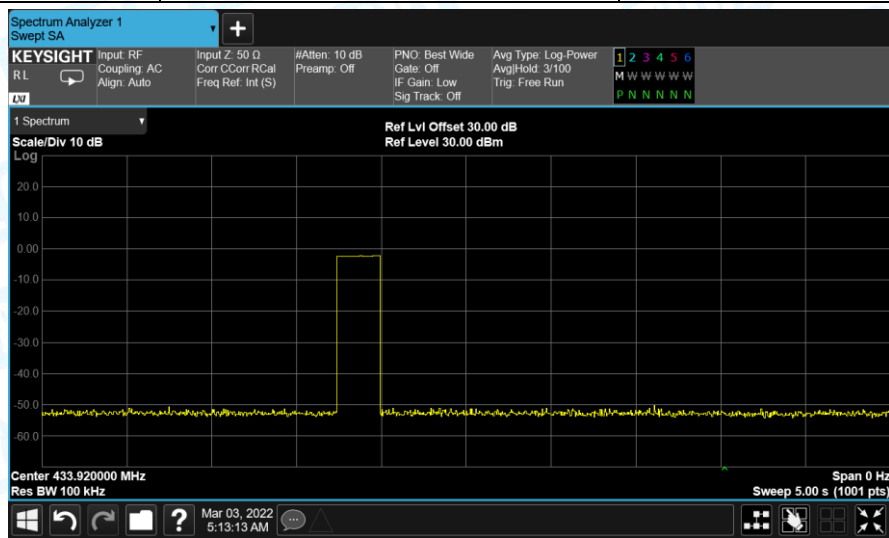 Spectrum Analyzer 1
Swept SA
+
KEYSIGHT
RL
LXI
Input: RF
Coupling: AC
Align: Auto
Input Z: 50 Ω
Corr CCorr RCal
Freq Ref: Int (S)
#Atten: 10 dB
Preamp: Off
PNO: Best Wide
Gate: Off
IF Gain: Low
Sig Track: Off
Avg Type: Log-Power
Avg|Hold: 3/100
Trig: Free Run
1 2 3 4 5 6
M W W W W W
P N N N N N
1 Spectrum
Scale/Div 10 dB
Ref Lvl Offset 30.00 dB
Ref Level 30.00 dBm
Log
20.0
10.0
0.00
-10.0
-20.0
-30.0
-40.0
-50.0
-60.0
Center 433.920000 MHz
Span 0 Hz
Res BW 100 kHz
Sweep 5.00 s (1001 pts)
?
Mar 03, 2022
5:13:13 AM